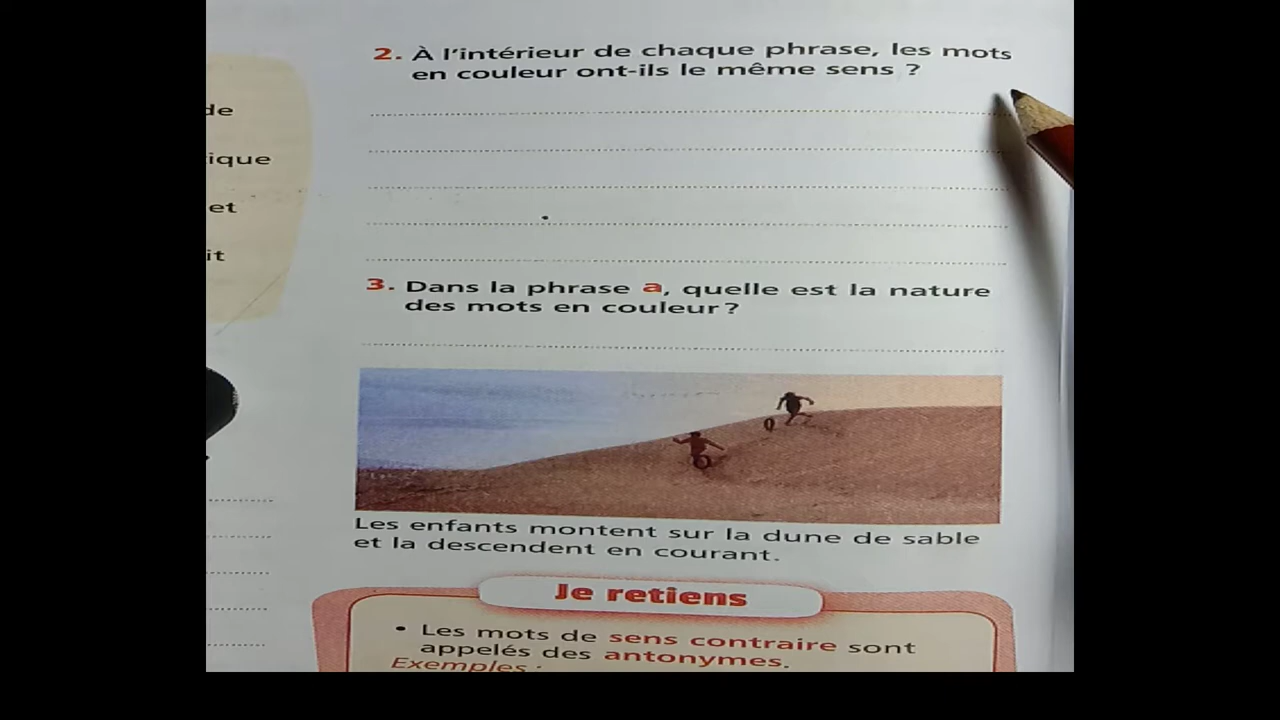 de
ique
et
it
2. À l'intérieur de chaque phrase, les mots
en couleur ont-ils le même sens ?
3. Dans la phrase a, quelle est la nature
des mots en couleur ?
Les enfants montent sur la dune de sable
et la descendent en courant.
Je retiens
• Les mots de sens contraire sont
appelés des antonymes.
Exemples :